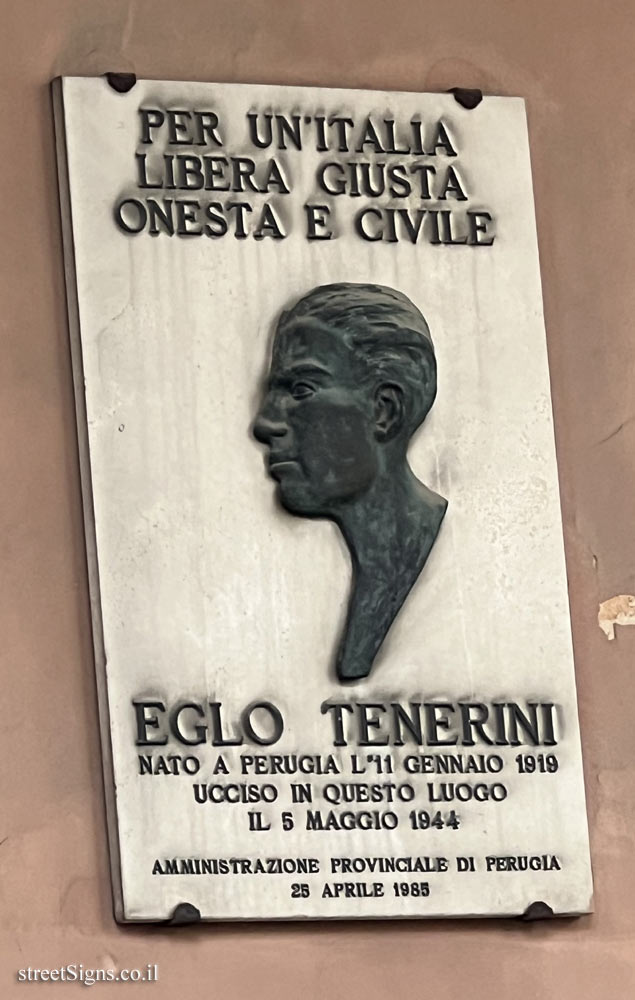 PER UN'ITALIA
LIBERA GIUSTA
ONESTA E CIVILE
EGLO TENERINI
NATO A PERUGIA L'11 GENNAIO 1919
UCCISO IN QUESTO LUOGO
IL 5 MAGGIO 1944
AMMINISTRAZIONE PROVINCIALE DI PERUGIA
25 APRILE 1985
streetSigns.co.il